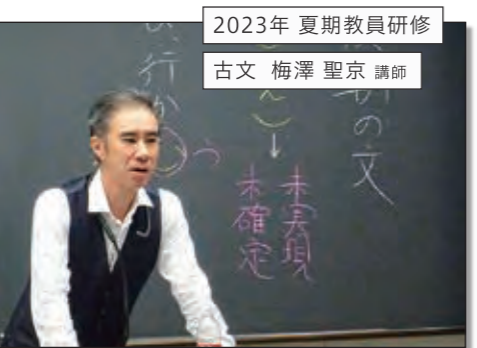 2023年 夏期教員研修
古文 梅澤 聖京 講師
の文
↓
未実現
未確定
行か